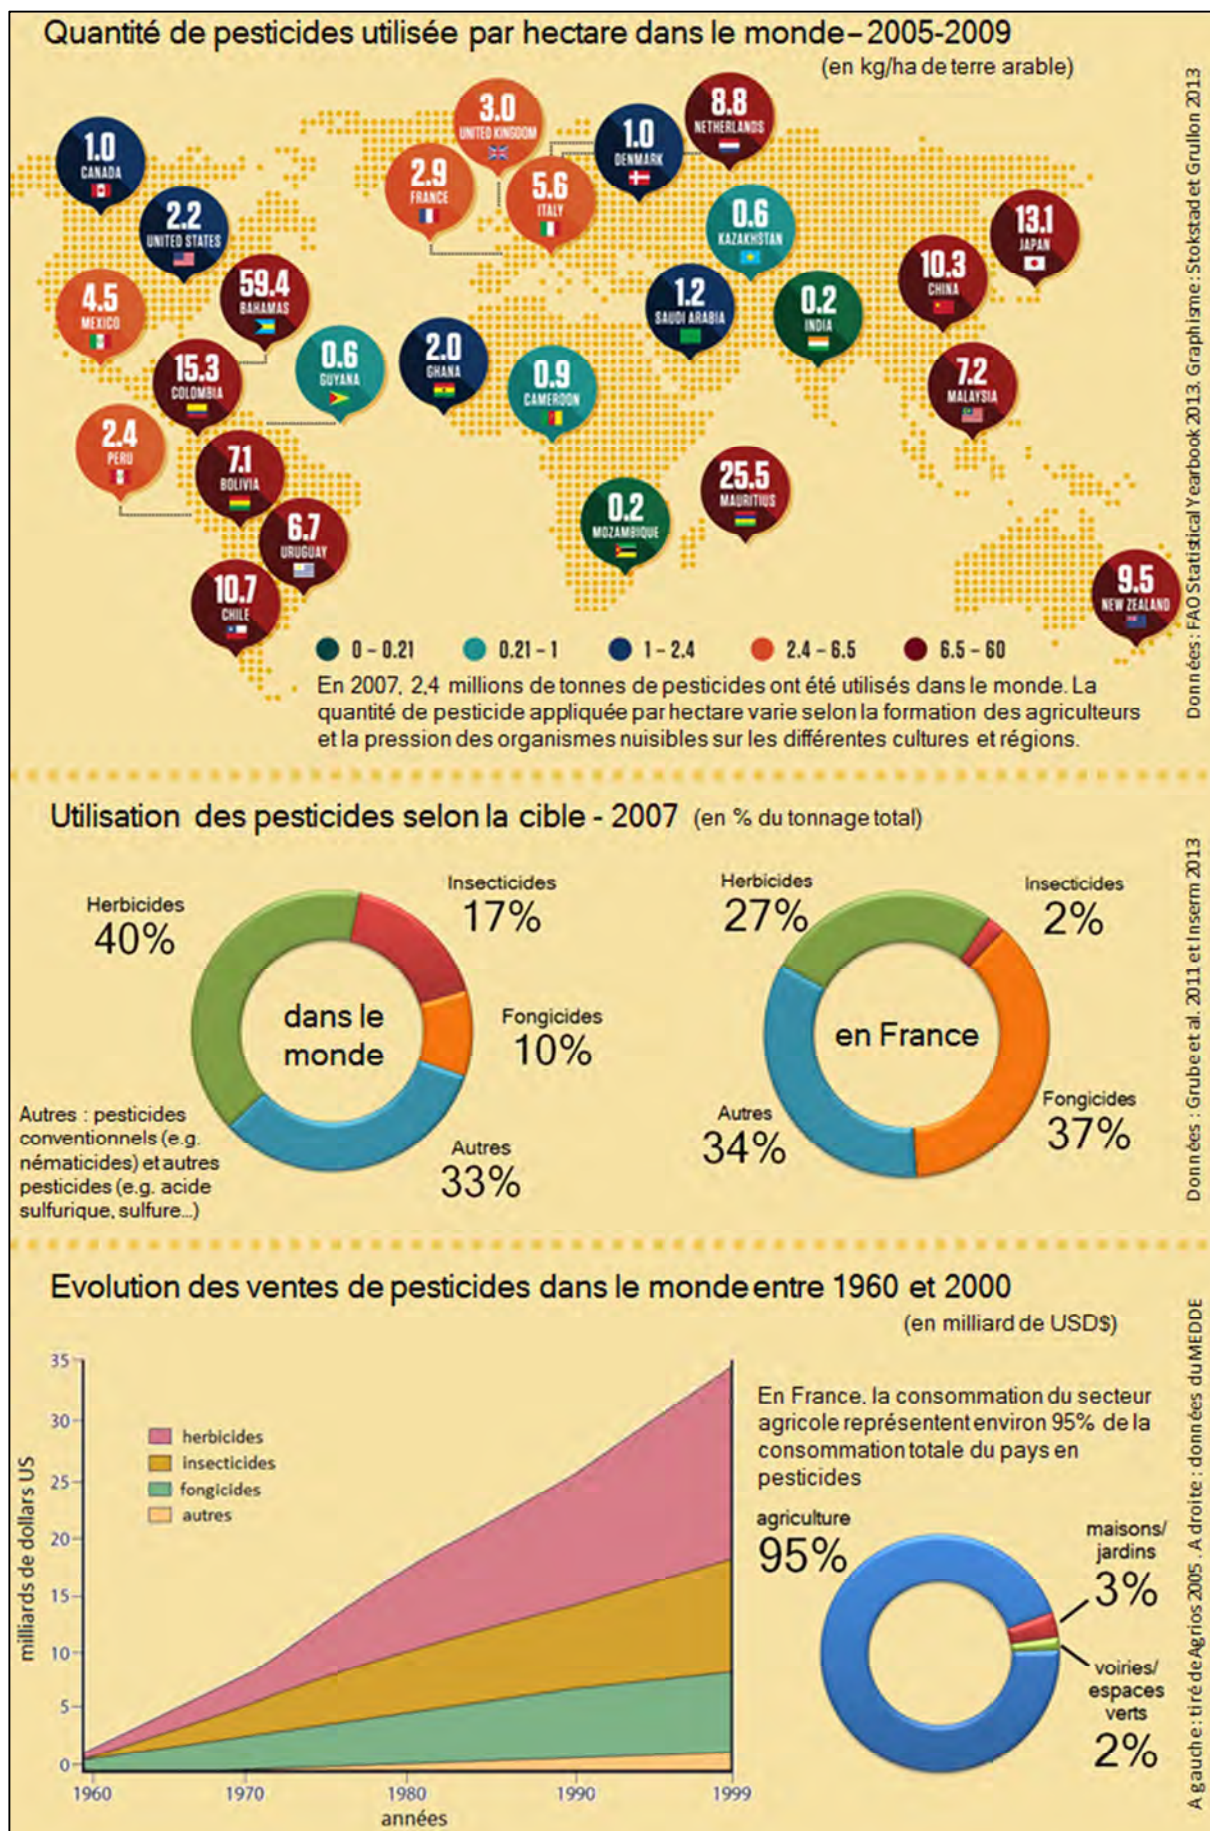 Quantité de pesticides utilisée par hectare dans le monde – 2005-2009
(en kg/ha de terre arable)
1.0
CANADA
2.2
UNITED STATES
4.5
MEXICO
59.4
BAHAMAS
15.3
COLOMBIA
0.6
GUYANA
2.4
PERU
7.1
BOLIVIA
6.7
URUGUAY
10.7
CHILE
3.0
UNITED KINGDOM
2.9
FRANCE
5.6
ITALY
1.0
DENMARK
8.8
NETHERLANDS
0.6
KAZAKHSTAN
1.2
SAUDI ARABIA
0.2
INDIA
2.0
GHANA
0.9
CAMEROON
0.2
MOZAMBIQUE
25.5
MAURITIUS
10.3
CHINA
13.1
JAPAN
7.2
MALAYSIA
9.5
NEW ZEALAND
0 – 0.21
0.21 – 1
1 – 2.4
2.4 – 6.5
6.5 – 60
En 2007, 2,4 millions de tonnes de pesticides ont été utilisés dans le monde. La
quantité de pesticide appliquée par hectare varie selon la formation des agriculteurs
et la pression des organismes nuisibles sur les différentes cultures et régions.
Données : FAO Statistical Yearbook 2013. Graphisme : Stokstad et Grullon 2013
Utilisation des pesticides selon la cible - 2007 (en % du tonnage total)
Herbicides
40%
Insecticides
17%
Fongicides
10%
Autres
33%
dans le
monde
Autres : pesticides
conventionnels (e.g.
nématicides) et autres
pesticides (e.g. acide
sulfurique, sulfure...)
Herbicides
27%
Insecticides
2%
Fongicides
37%
Autres
34%
en France
Données : Grube et al. 2011 et Inserm 2013
Evolution des ventes de pesticides dans le monde entre 1960 et 2000
(en milliard de USD$)
milliards de dollars US
35
30
25
20
15
10
5
0
herbicides
insecticides
fongicides
autres
1960
1970
1980
1990
1999
années
En France, la consommation du secteur
agricole représentent environ 95% de la
consommation totale du pays en
pesticides
agriculture
95%
maisons/
jardins
3%
voiries/
espaces
verts
2%
A gauche : tiré de Agrios 2005. A droite : données du MEDDE